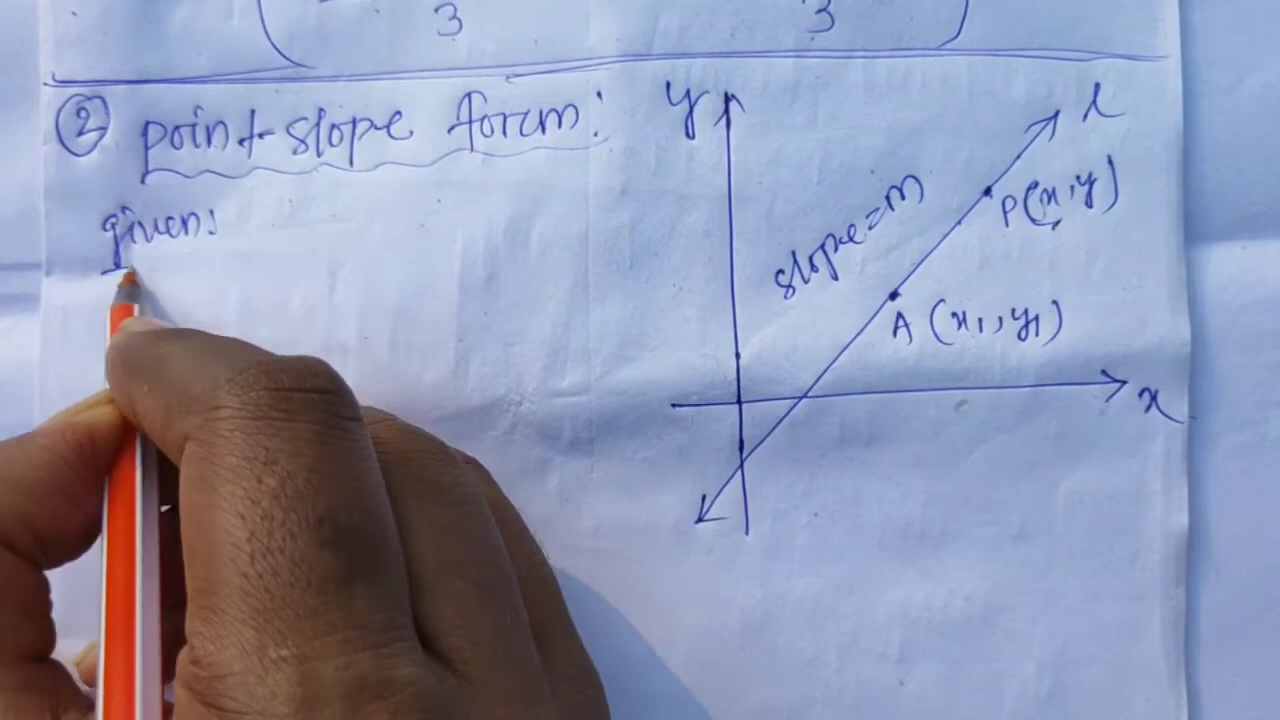 3 3
② point-slope form:
given:
y
l
slope=m
P(x,y)
A (x1, y1)
x